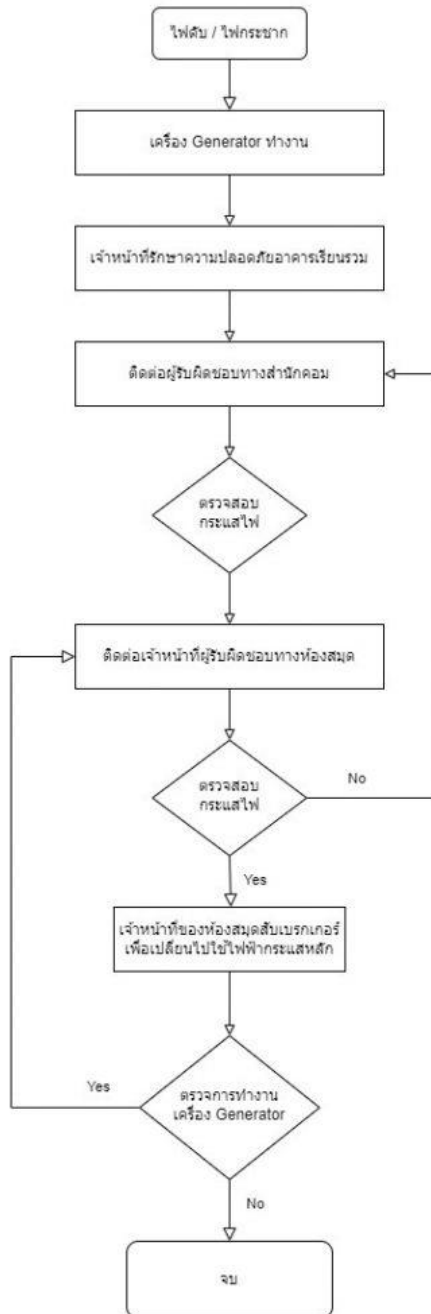 ไฟดับ / ไฟกระชาก
เครื่อง Generator ทำงาน
เจ้าหน้าที่รักษาความปลอดภัยอาคารเรียนรวม
ติดต่อผู้รับผิดชอบทางสำนักคอม
ตรวจสอบ
กระแสไฟ
ติดต่อเจ้าหน้าที่ผู้รับผิดชอบทางห้องสมุด
ตรวจสอบ
กระแสไฟ
No
Yes
เจ้าหน้าที่ของห้องสมุดสับเบรกเกอร์
เพื่อเปลี่ยนไปใช้ไฟฟ้ากระแสหลัก
Yes
ตรวจการทำงาน
เครื่อง Generator
No
จบ